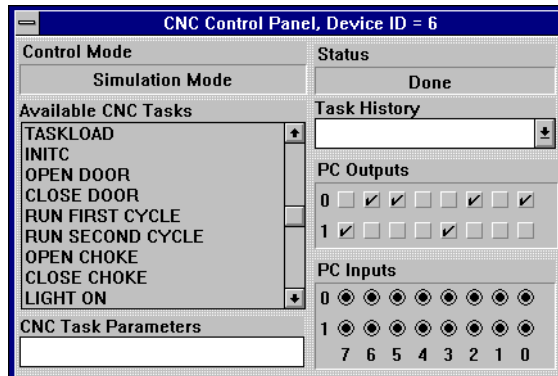 CNC Control Panel, Device ID = 6
Control Mode
Simulation Mode
Status
Done
Available CNC Tasks
TASKLOAD
INITC
OPEN DOOR
CLOSE DOOR
RUN FIRST CYCLE
RUN SECOND CYCLE
OPEN CHOKE
CLOSE CHOKE
LIGHT ON
CNC Task Parameters
Task History
PC Outputs
0
1
PC Inputs
0
1
7 6 5 4 3 2 1 0